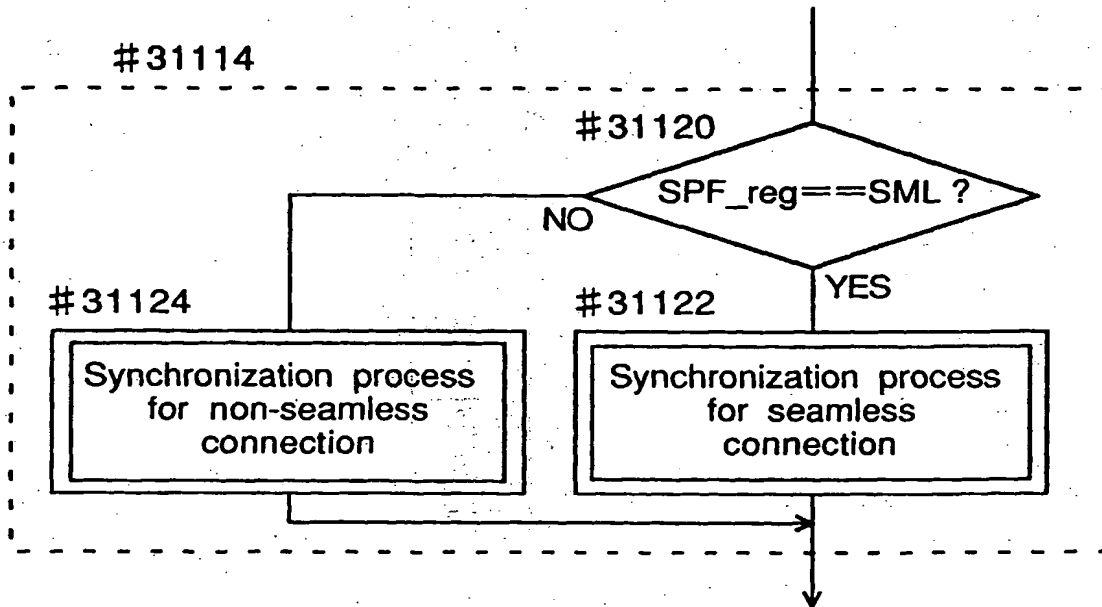 #31114
#31120
SPF_reg==SML ?
NO
YES
#31124
#31122
Synchronization process
for non-seamless
connection
Synchronization process
for seamless
connection